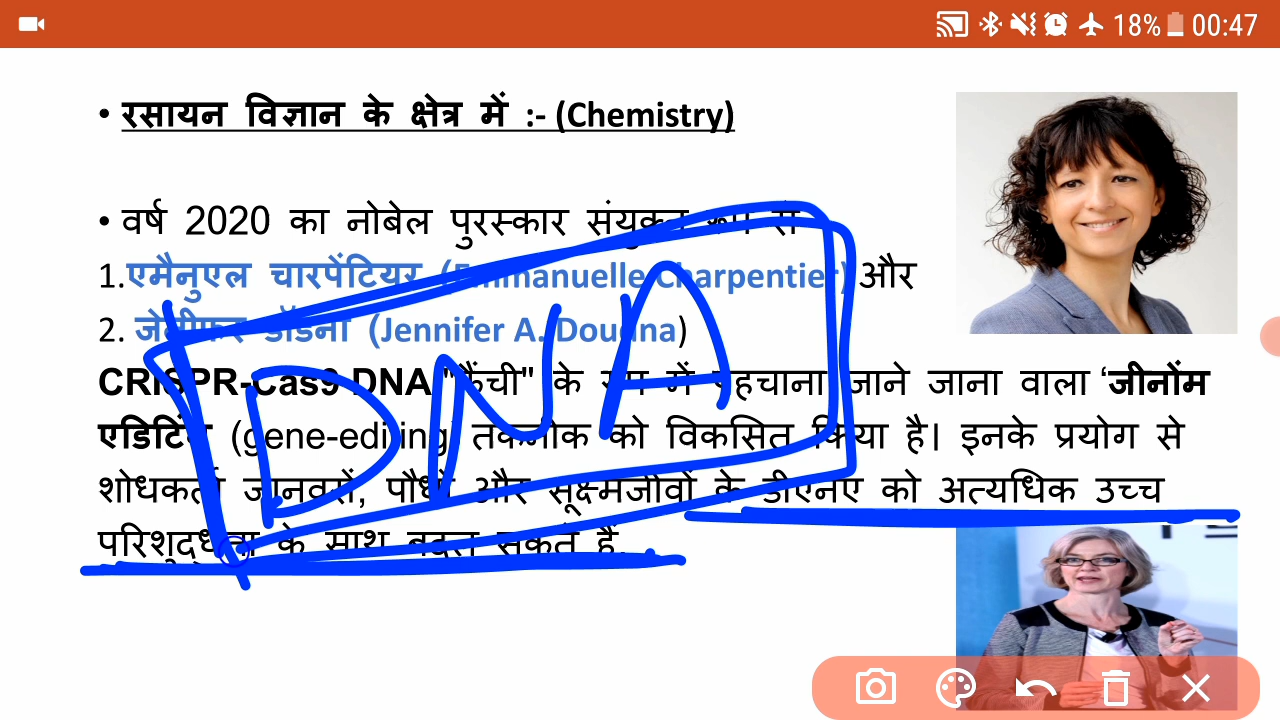 18% 00:47
• रसायन विज्ञान के क्षेत्र में :- (Chemistry)
• वर्ष 2020 का नोबेल पुरस्कार संयुक्त रूप से
1.एमैनुएल चारपेंटियर (Emmanuelle Charpentier) और
2. जेनीफर डॉडना (Jennifer A. Doudna)
CRISPR-Cas9 DNA "कैंची" के रूप में पहचाना जाने जाना वाला ‘जीनोंम
एडिटिंग (gene-editing) तकनीक को विकसित किया है। इनके प्रयोग से
शोधकर्ता जानवरों, पौधों और सूक्ष्मजीवों के डीएनए को अत्यधिक उच्च
परिशुद्धता के साथ बदल सकते हैं.
DNA